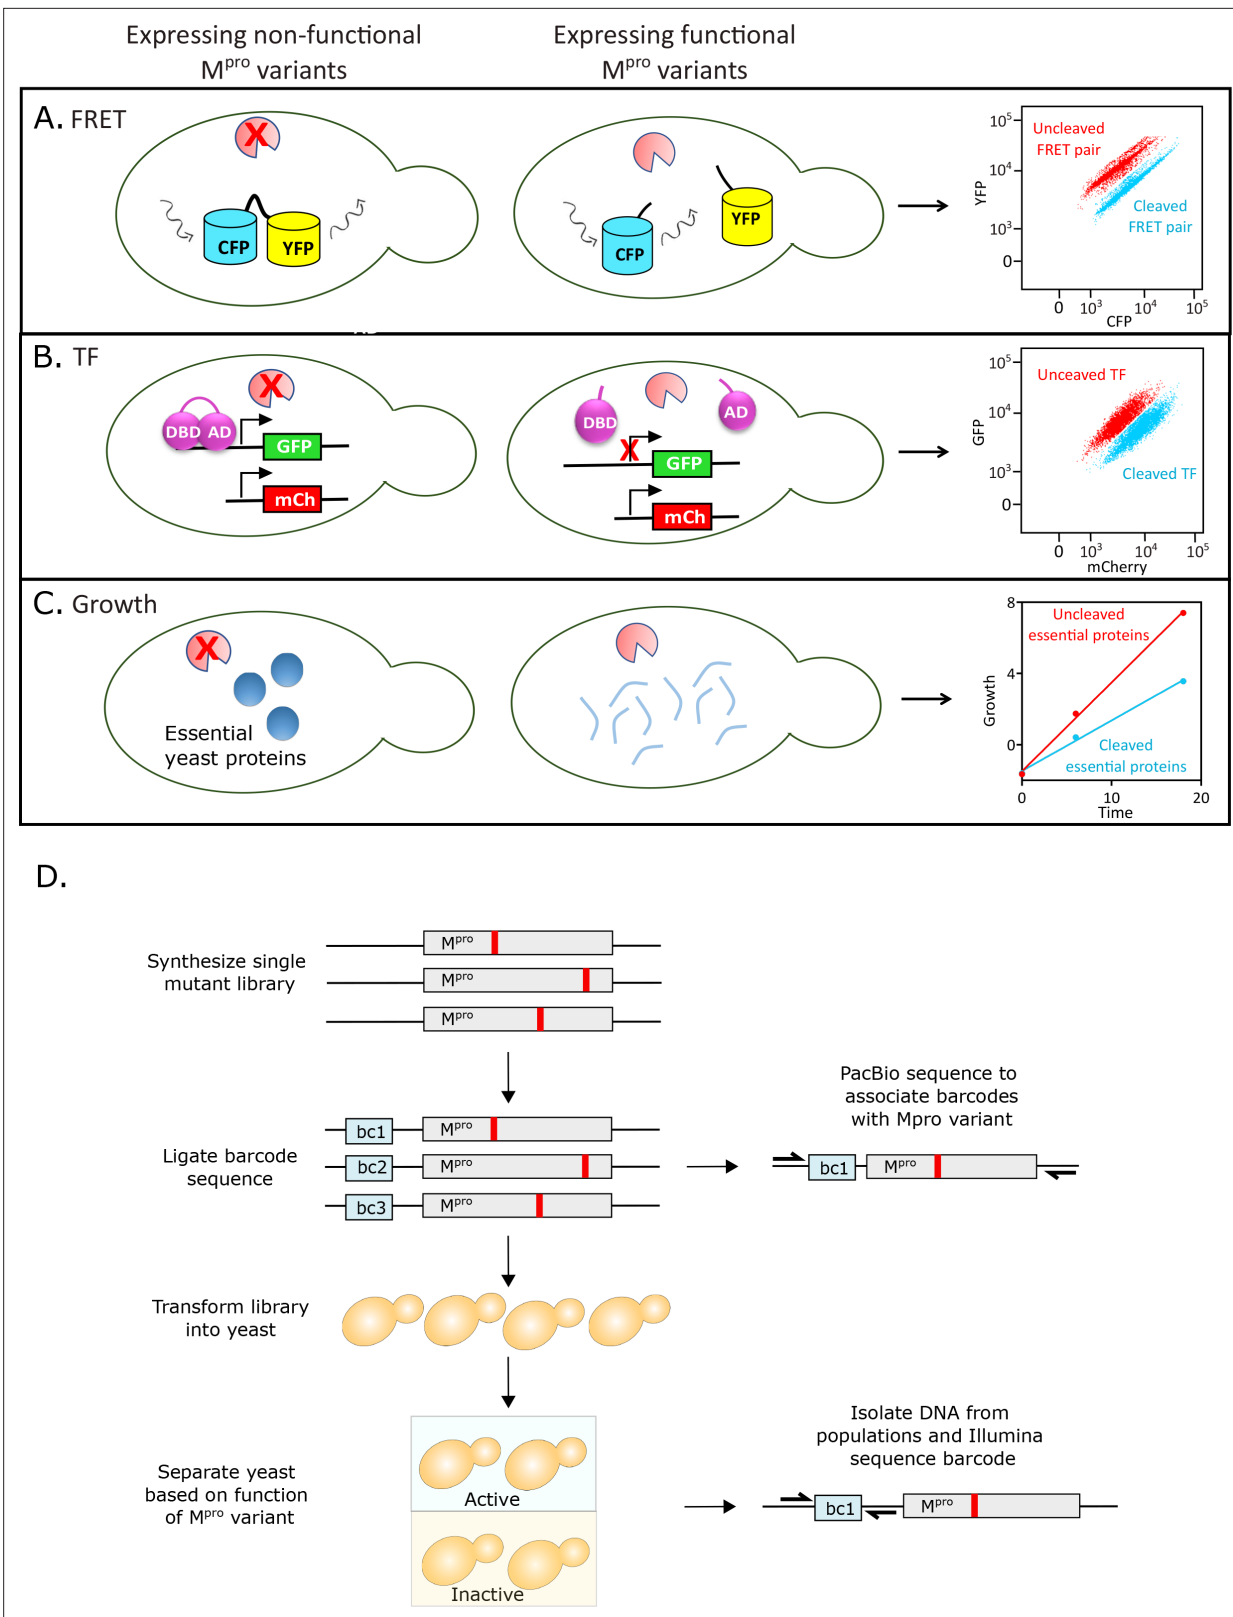 Expressing non-functional
Mpro variants
Expressing functional
Mpro variants
A. FRET
X
CFP
YFP
CFP
YFP
YFP
10⁵
10⁴
10³
0
Uncleaved
FRET pair
Cleaved
FRET pair
0 10³ 10⁴ 10⁵
CFP
B. TF
X
DBD
AD
GFP
mCh
DBD
AD
X
GFP
mCh
GFP
10⁵
10⁴
10³
0
Unceaved TF
Cleaved TF
0 10³ 10⁴ 10⁵
mCherry
C. Growth
X
Essential
yeast proteins
Growth
8
4
0
Uncleaved
essential proteins
Cleaved
essential proteins
0 10 20
Time
D.
Synthesize single
mutant library
Mpro
Mpro
Mpro
Ligate barcode
sequence
bc1 Mpro
bc2 Mpro
bc3 Mpro
PacBio sequence to
associate barcodes
with Mpro variant
bc1 Mpro
Transform library
into yeast
Separate yeast
based on function
of Mpro variant
Active
Inactive
Isolate DNA from
populations and Illumina
sequence barcode
bc1 Mpro